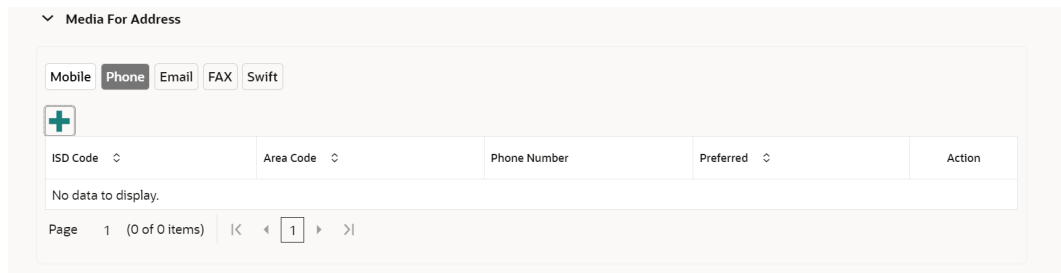 Media For Address
Mobile Phone Email FAX Swift
ISD Code Area Code Phone Number Preferred Action
No data to display.
Page 1 (0 of 0 items) 1